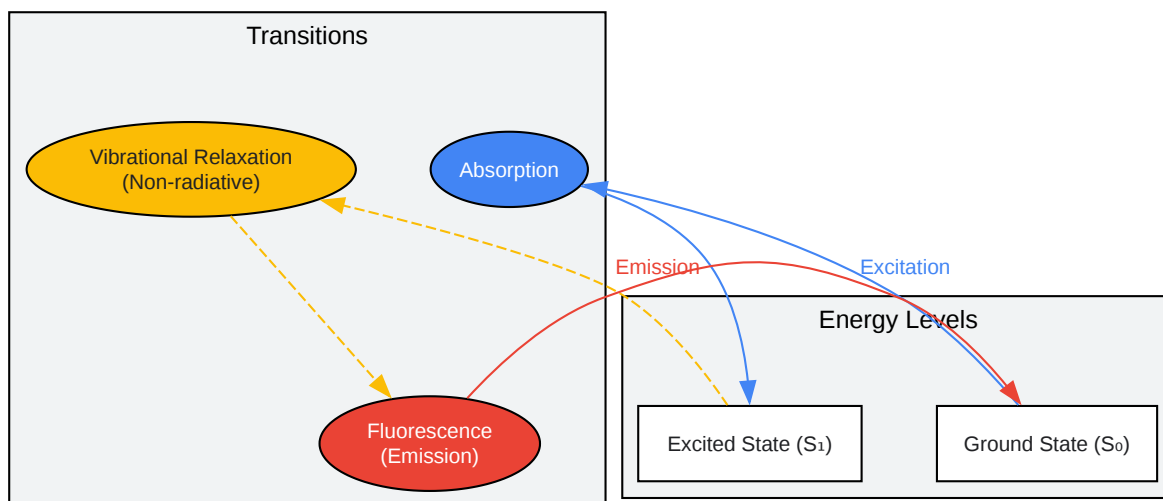 Transitions
Vibrational Relaxation
(Non-radiative)
Absorption
Emission
Excitation
Energy Levels
Fluorescence
(Emission)
Excited State (S₁)
Ground State (S₀)